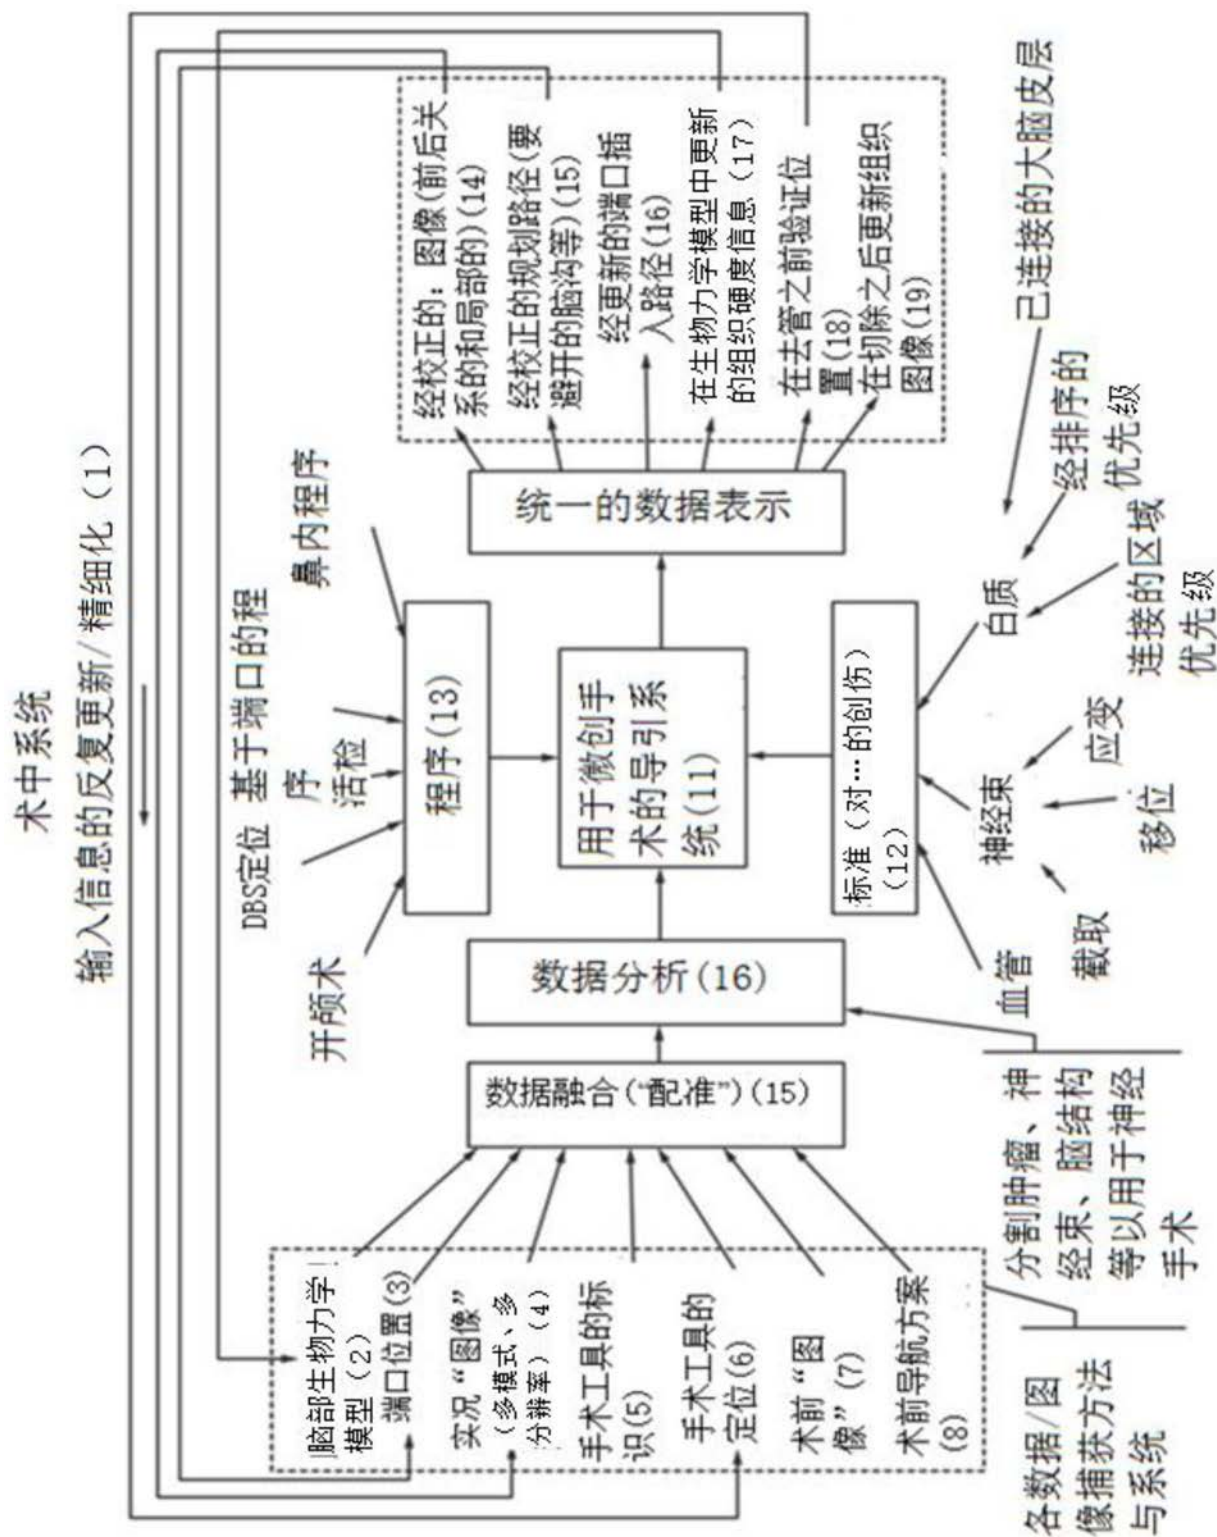 术中系统
输入信息的反复更新/精细化（1）
开颅术
DBS定位
基于端口的程
序
活检
鼻内程序
程序(13)
脑部生物力学
模型（2）
端口位置(3)
实况“图像”
（多模式、多
分辨率）（4）
手术工具的标
识(5)
手术工具的
定位(6)
术前“图
像”(7)
术前导航方案
(8)
数据融合(“配准”)(15)
数据分析(16)
用于微创手
术的导引系
统(11)
统一的数据表示
经校正的：图像(前后关
系的和局部的)(14)
经校正的规划路径(要
避开的脑沟等)(15)
经更新的端口插
入路径(16)
在生物力学模型中更新
的组织硬度信息（17）
在去管之前验证位
置(18)
在切除之后更新组织
图像(19)
标准（对…的创伤）
(12)
血管
神经束
白质
截取
移位
应变
已连接的大脑皮层
经排序的
优先级
连接的区域
优先级
分割肿瘤、神
经束、脑结构
等以用于神经
手术
各数据/图
像捕获方法
与系统